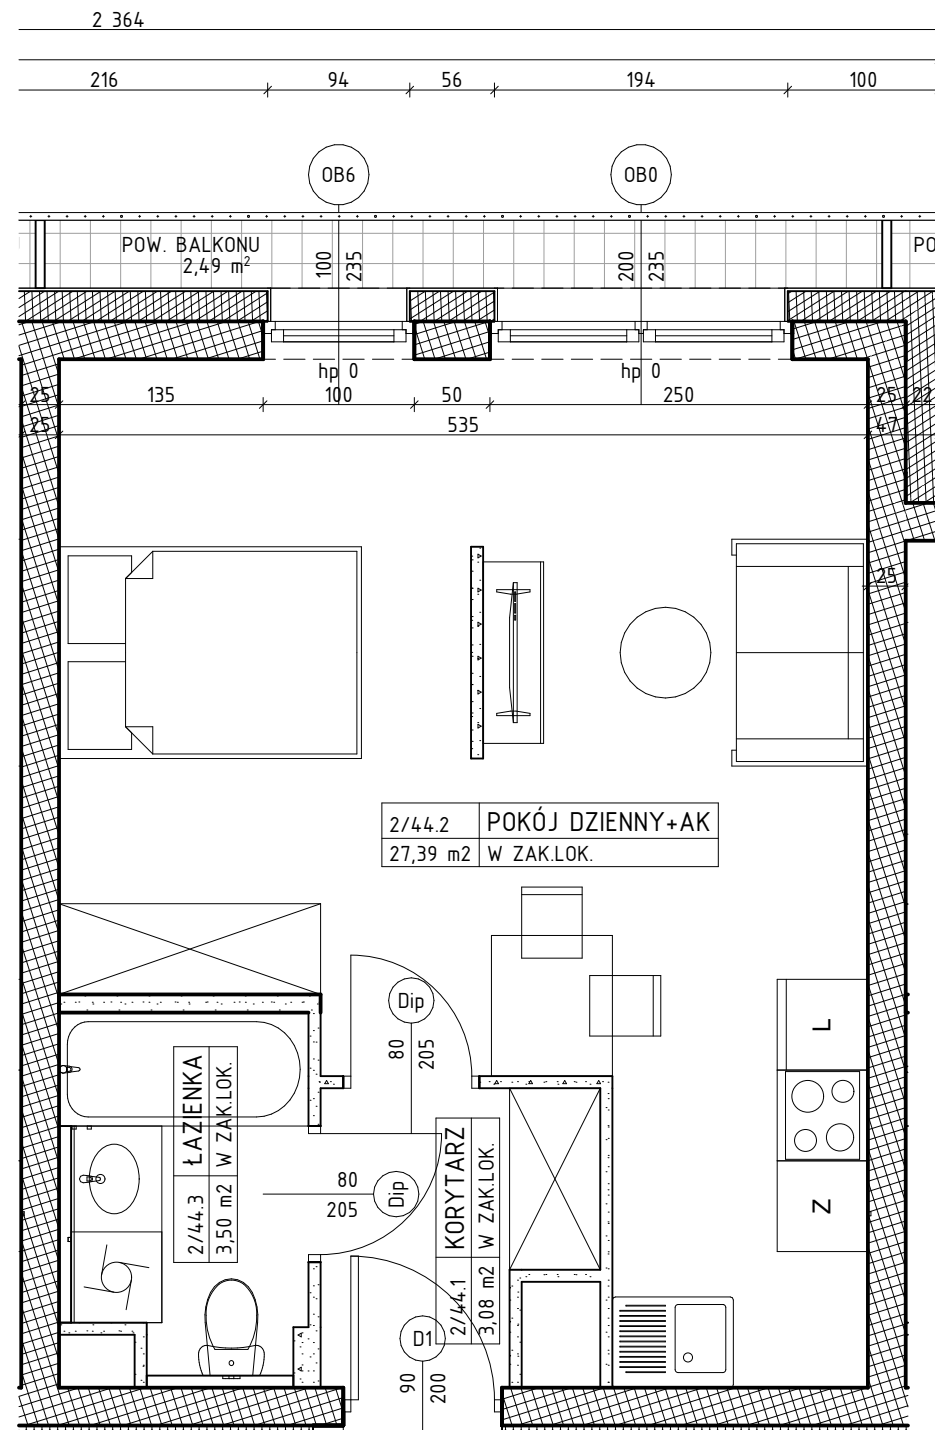 2 364
216 94 56 194 100
OB6 OB0
POW. BALKONU
2,49 m²
100
235
200
235
PO
hp 0 hp 0
25 135 100 50 250 25 22
25 535 47
25
2/44.2 POKÓJ DZIENNY+AK
27,39 m2 W ZAK.LOK.
Dip
80
205
L
2/44.3 ŁAZIENKA
3,50 m2 W ZAK.LOK.
80
205
Dip
2/44.1 KORYTARZ
3,08 m2 W ZAK.LOK.
Z
D1
90
200